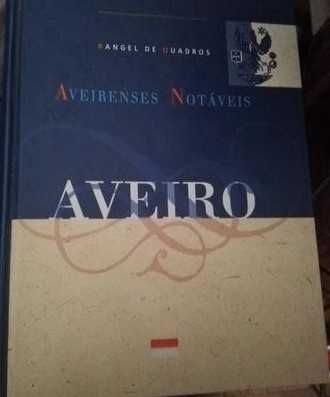 RANGEL DE QUADROS
AVEIRENSES NOTÁVEIS
AVEIRO